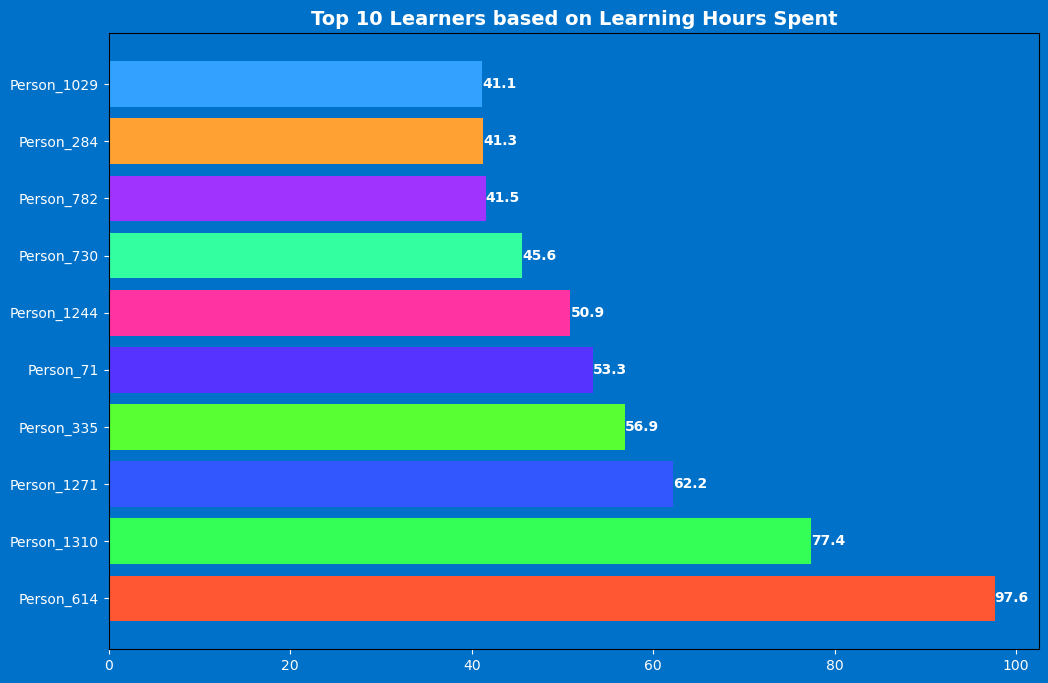 Top 10 Learners based on Learning Hours Spent
Person_1029 41.1
Person_284 41.3
Person_782 41.5
Person_730 45.6
Person_1244 50.9
Person_71 53.3
Person_335 56.9
Person_1271 62.2
Person_1310 77.4
Person_614 97.6
0 20 40 60 80 100